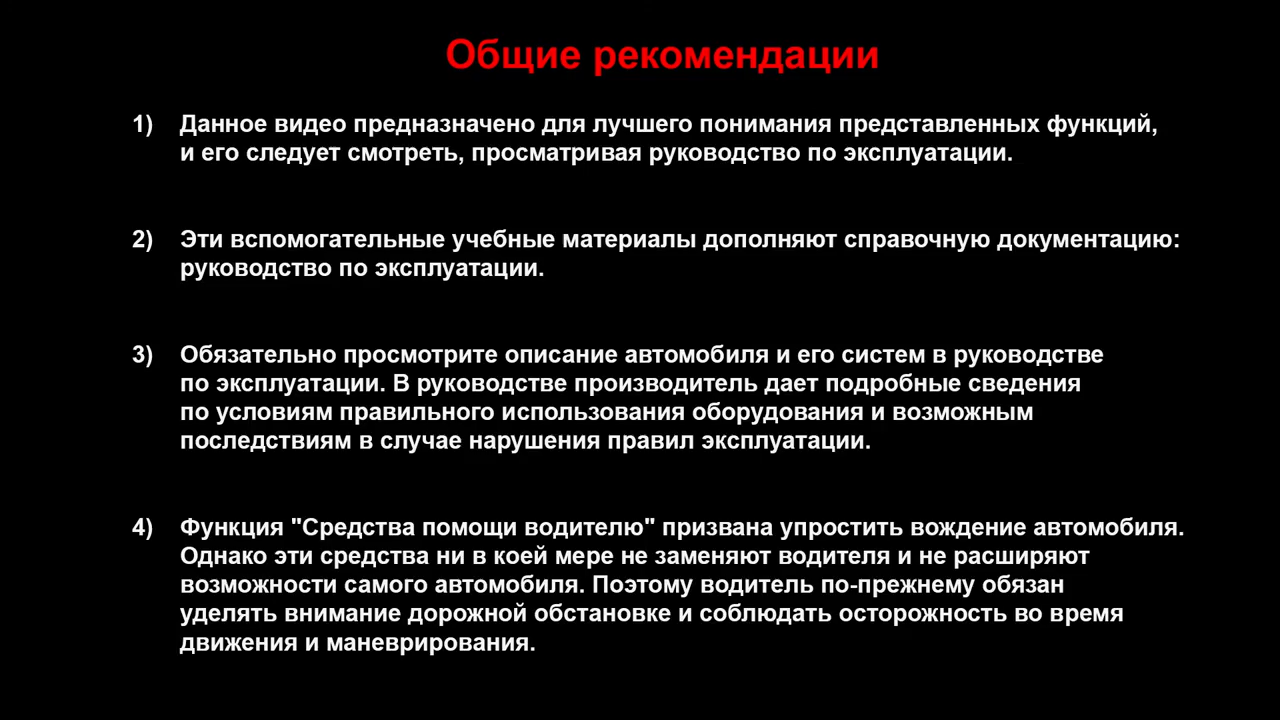 Общие рекомендации
1) Данное видео предназначено для лучшего понимания представленных функций,
и его следует смотреть, просматривая руководство по эксплуатации.
2) Эти вспомогательные учебные материалы дополняют справочную документацию:
руководство по эксплуатации.
3) Обязательно просмотрите описание автомобиля и его систем в руководстве
по эксплуатации. В руководстве производитель дает подробные сведения
по условиям правильного использования оборудования и возможным
последствиям в случае нарушения правил эксплуатации.
4) Функция "Средства помощи водителю" призвана упростить вождение автомобиля.
Однако эти средства ни в коей мере не заменяют водителя и не расширяют
возможности самого автомобиля. Поэтому водитель по-прежнему обязан
уделять внимание дорожной обстановке и соблюдать осторожность во время
движения и маневрирования.